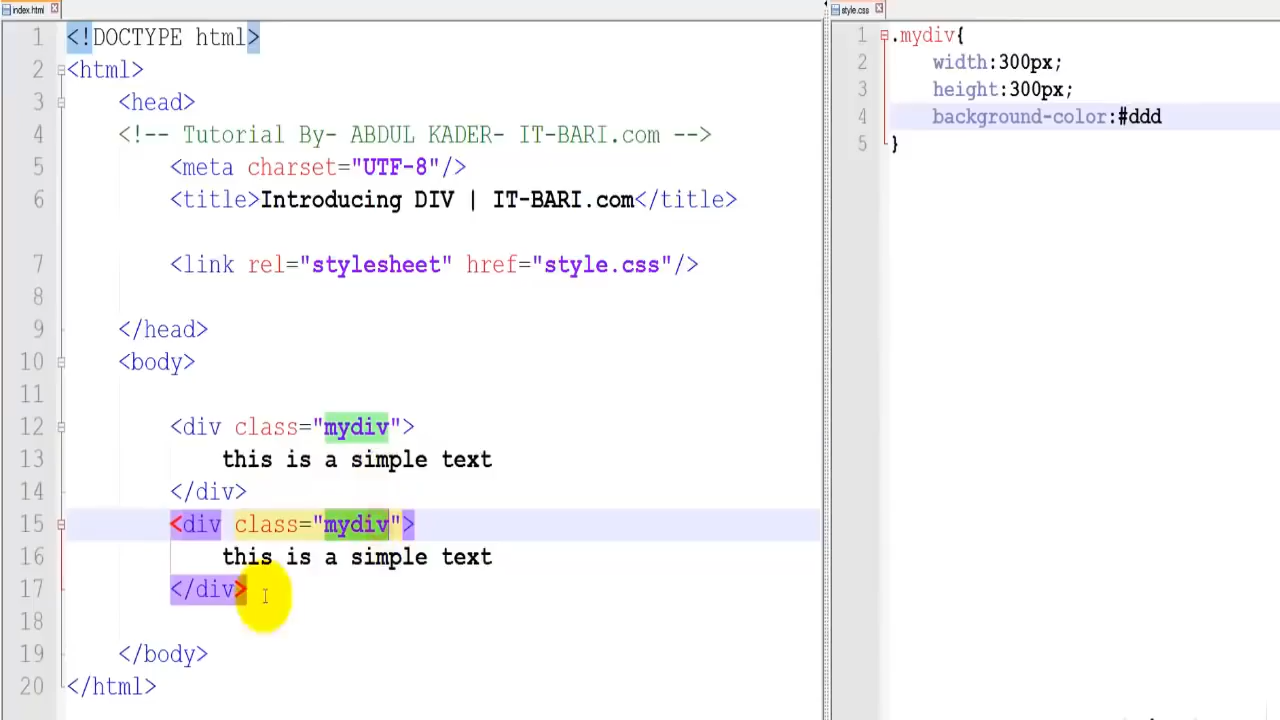 index.html
1 <!DOCTYPE html>
2 <html>
3 <head>
4 <!-- Tutorial By- ABDUL KADER- IT-BARI.com -->
5 <meta charset="UTF-8"/>
6 <title>Introducing DIV | IT-BARI.com</title>
7 <link rel="stylesheet" href="style.css"/>
8
9 </head>
10 <body>
11
12 <div class="mydiv">
13 this is a simple text
14 </div>
15 <div class="mydiv">
16 this is a simple text
17 </div>
18
19 </body>
20 </html>
style.css
1 .mydiv{
2 width:300px;
3 height:300px;
4 background-color:#ddd
5 }